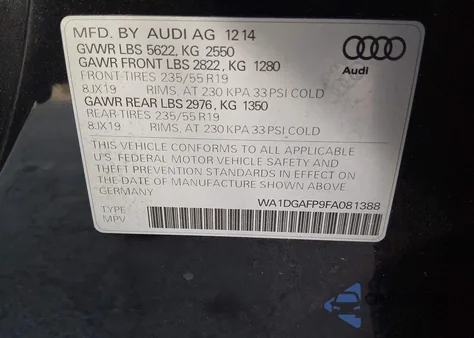 MFD. BY AUDI AG 12 14
GVWR LBS 5622, KG 2550
GAWR FRONT LBS 2822, KG 1280
FRONT TIRES 235/55 R19
8JX19 RIMS, AT 230 KPA 33 PSI COLD
GAWR REAR LBS 2976, KG 1350
REAR TIRES 235/55 R19
8JX19 RIMS, AT 230 KPA 33 PSI COLD
Audi
THIS VEHICLE CONFORMS TO ALL APPLICABLE
U'S. FEDERAL MOTOR VEHICLE SAFETY AND
THEFT PREVENTION STANDARDS IN EFFECT ON
THE-DATE OF MANUFACTURE SHOWN ABOVE
GERMANY
WA1DGAFP9FA081388
TYPE
MPV